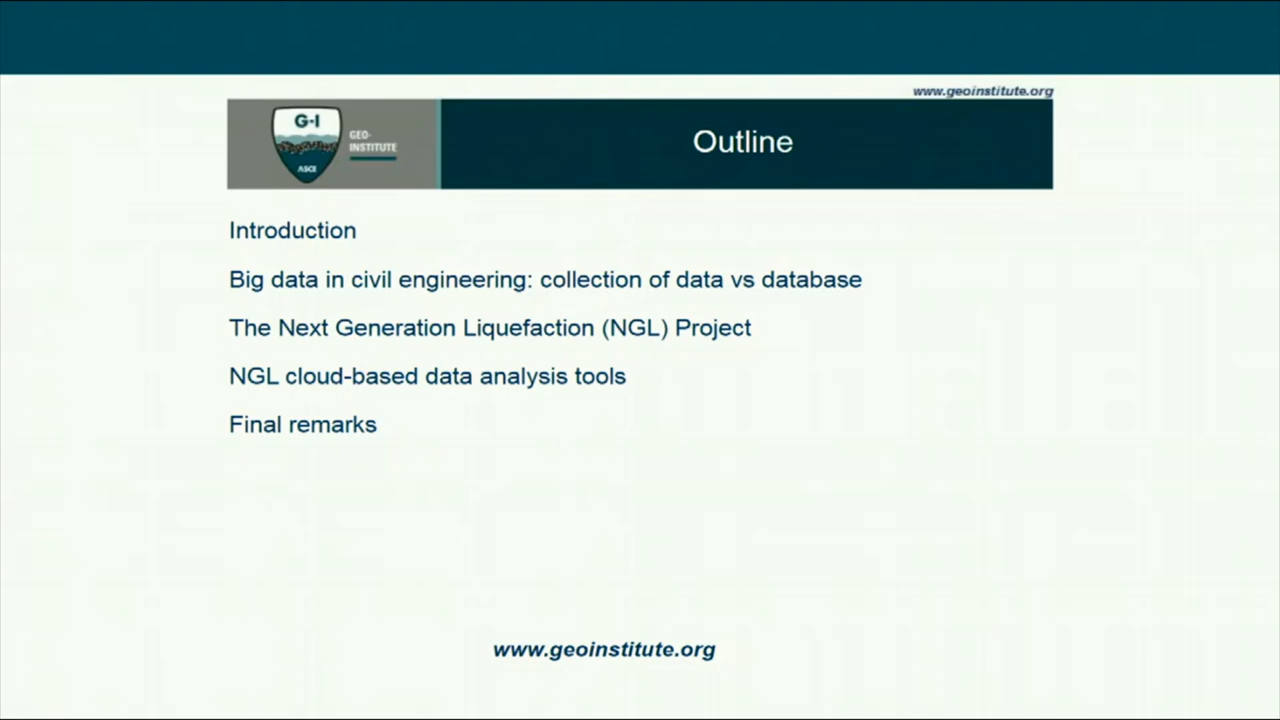 www.geoinstitute.org
G-I
GEO-
INSTITUTE
ASCE
Outline
Introduction
Big data in civil engineering: collection of data vs database
The Next Generation Liquefaction (NGL) Project
NGL cloud-based data analysis tools
Final remarks
www.geoinstitute.org